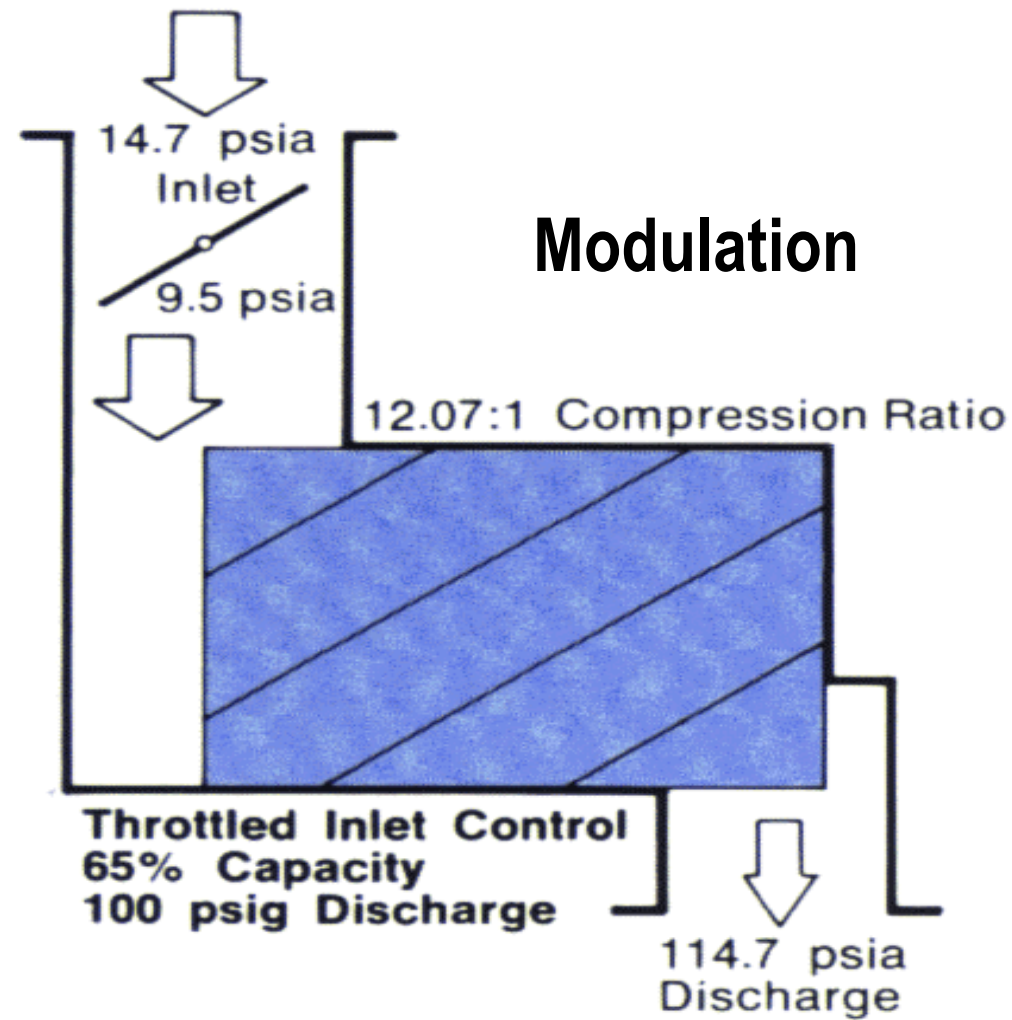 14.7 psia
Inlet
Modulation
9.5 psia
12.07:1 Compression Ratio
Throttled Inlet Control
65% Capacity
100 psig Discharge
114.7 psia
Discharge